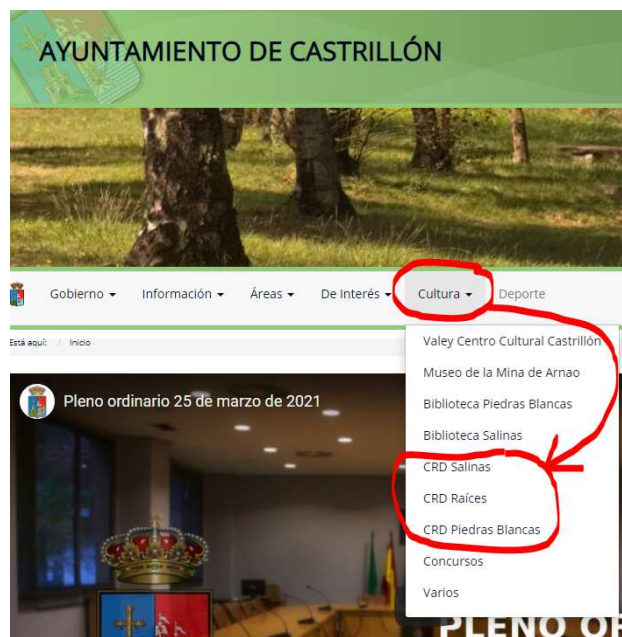 AYUNTAMIENTO DE CASTRILLÓN
Gobierno Información Áreas De Interés Cultura Deporte
Está aquí: / Inicio
Valey Centro Cultural Castrillón
Museo de la Mina de Arnao
Biblioteca Piedras Blancas
Biblioteca Salinas
CRD Salinas
CRD Raíces
CRD Piedras Blancas
Concursos
Varios
Pleno ordinario 25 de marzo de 2021
PLENO OR